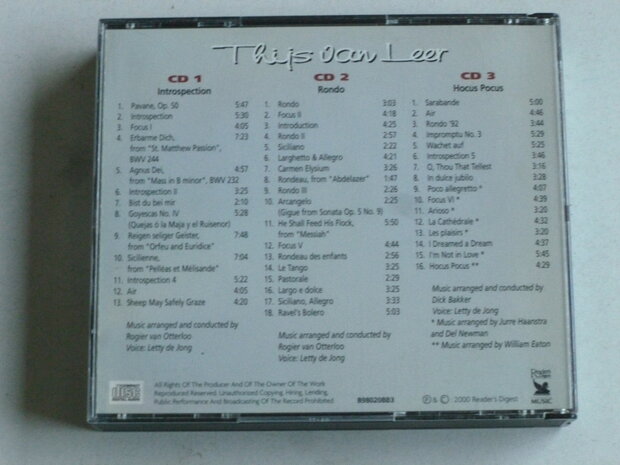 Thijs van Leer
CD 1
Introspection
1. Pavane, Op. 50 5:47
2. Introspection 5:30
3. Focus I 4:05
4. Erbarme Dich, 7:23
from "St. Matthew Passion",
BWV 244
5. Agnus Dei, 4:57
from "Mass in B minor", BWV 232
6. Introspection II 3:25
7. Bist du bei mir 2:10
8. Goyescas No. IV 5:28
(Quejas ó la Maja y el Ruisenor)
9. Reigen seliger Geister, 7:48
from "Orfeu and Euridice"
10. Sicilienne, 7:04
from "Pelléas et Mélisande"
11. Introspection 4 5:22
12. Air 4:05
13. Sheep May Safely Graze 4:20
Music arranged and conducted by
Rogier van Otterloo
Voice: Letty de Jong
CD 2
Rondo
1. Rondo 3:03
2. Focus II 4:18
3. Introduction 4:25
4. Rondo II 2:57
5. Siciliano 2:22
6. Larghetto & Allegro 4:21
7. Carmen Elysium 3:26
8. Rondeau, from "Abdelazer" 1:47
9. Rondo III 2:26
10. Arcangelo 2:25
(Gigue from Sonata Op. 5 No. 9)
11. He Shall Feed His Flock, 5:50
from "Messiah"
12. Focus V 4:44
13. Rondeau des enfants 2:56
14. Le Tango 3:25
15. Pastorale 2:29
16. Largo e dolce 3:25
17. Siciliano, Allegro 3:33
18. Ravel's Bolero 5:03
Music arranged and conducted by
Rogier van Otterloo
Voice: Letty de Jong
CD 3
Hocus Pocus
1. Sarabande 5:00
2. Air 4:46
3. Rondo '92 3:44
4. Impromptu No. 3 5:29
5. Wachet auf 5:25
6. Introspection 5 3:46
7. O, Thou That Tellest 3:16
8. In dulce jubilo 3:28
9. Poco allegretto * 4:07
10. Focus VI * 4:39
11. Arioso * 3:20
12. La Cathédrale * 4:32
13. Les plaisirs * 3:20
14. I Dreamed a Dream 4:37
15. I'm Not in Love * 5:45
16. Hocus Pocus ** 4:29
Music arranged and conducted by
Dick Bakker
Voice: Letty de Jong
* Music arranged by Jurre Haanstra
and Del Newman
** Music arranged by William Eaton
COMPACT disc DIGITAL AUDIO
All Rights Of The Producer And Of The Owner Of The Work
Reproduced Reserved. Unauthorized Copying, Hiring, Lending,
Public Performance And Broadcasting Of The Record Prohibited.
B98020BB3
℗ & © 2000 Reader's Digest
Reader's Digest
MUSIC